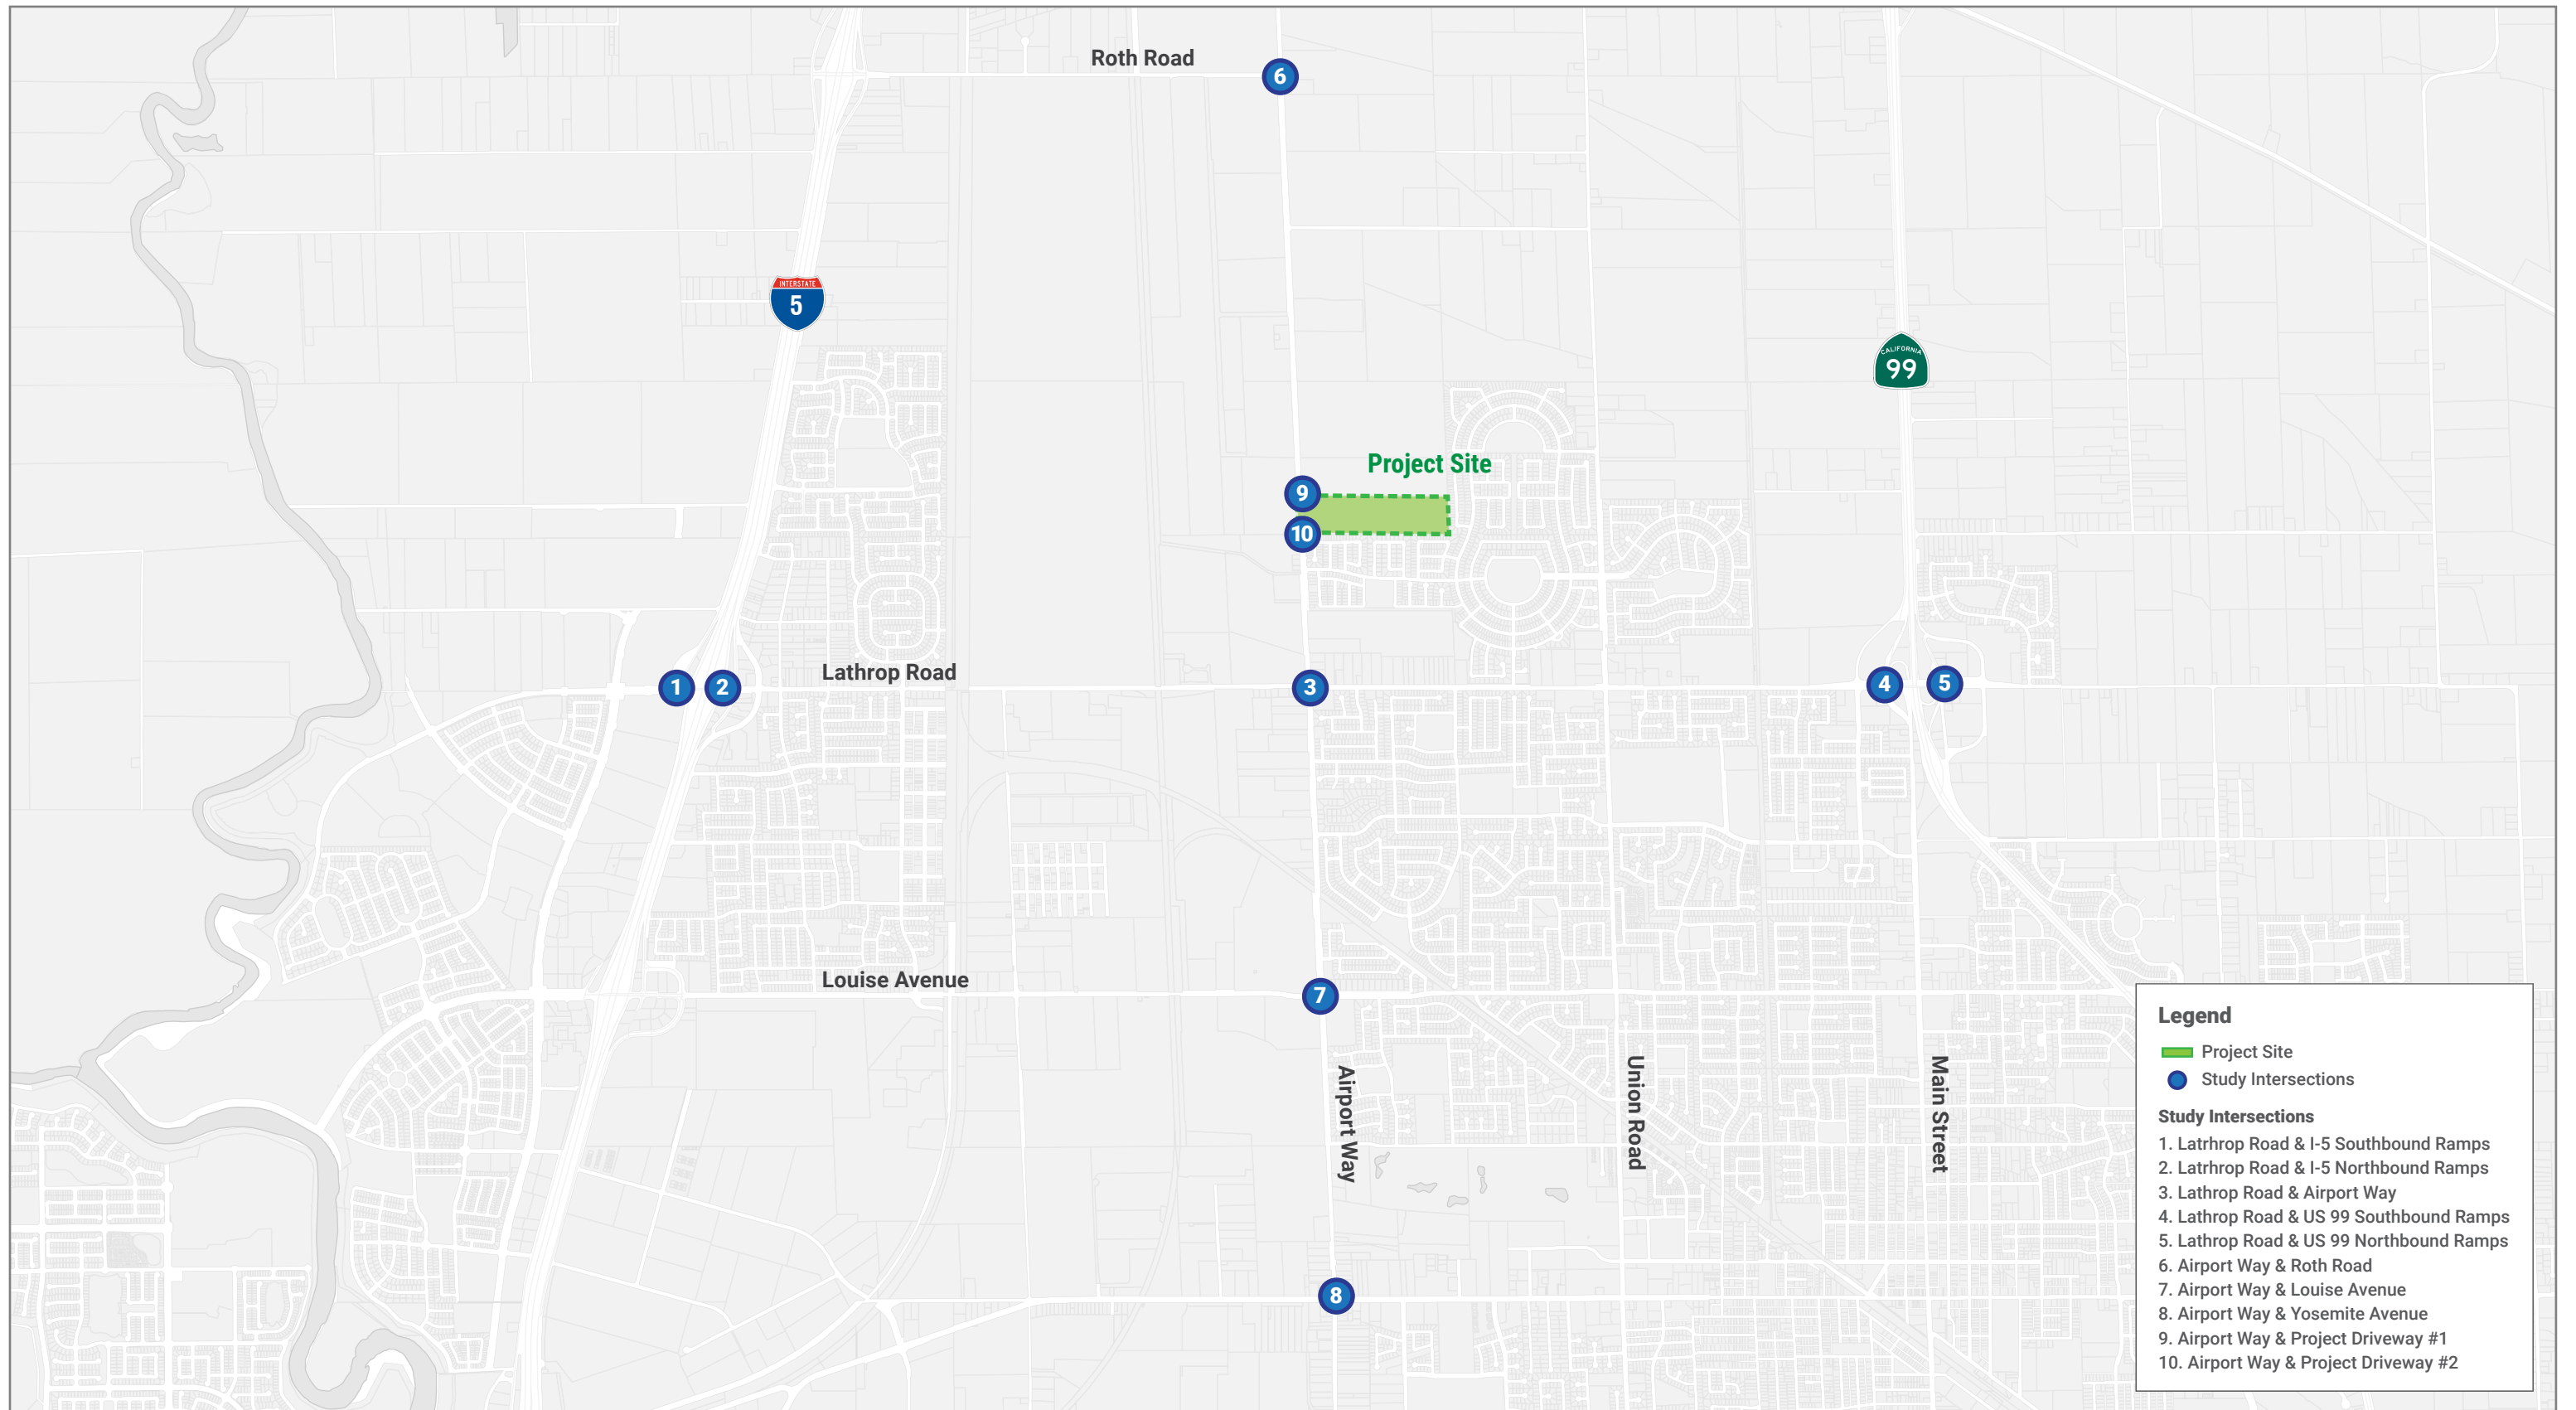 Roth Road
6
INTERSTATE
5
CALIFORNIA
99
Project Site
9
10
Lathrop Road
1
2
3
4
5
Louise Avenue
7
Airport Way
Union Road
Main Street
8
Legend
Project Site
Study Intersections
Study Intersections
1. Latrhrop Road & I-5 Southbound Ramps
2. Latrhrop Road & I-5 Northbound Ramps
3. Lathrop Road & Airport Way
4. Lathrop Road & US 99 Southbound Ramps
5. Lathrop Road & US 99 Northbound Ramps
6. Airport Way & Roth Road
7. Airport Way & Louise Avenue
8. Airport Way & Yosemite Avenue
9. Airport Way & Project Driveway #1
10. Airport Way & Project Driveway #2